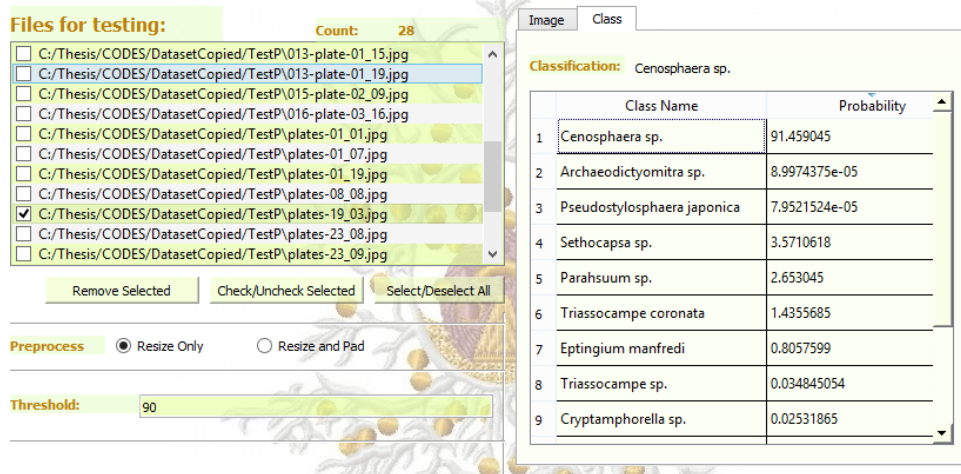 Files for testing:
Count: 28
C:/Thesis/CODES/DatasetCopied/TestP\013-plate-01_15.jpg
C:/Thesis/CODES/DatasetCopied/TestP\013-plate-01_19.jpg
C:/Thesis/CODES/DatasetCopied/TestP\015-plate-02_09.jpg
C:/Thesis/CODES/DatasetCopied/TestP\016-plate-03_16.jpg
C:/Thesis/CODES/DatasetCopied/TestP\plates-01_01.jpg
C:/Thesis/CODES/DatasetCopied/TestP\plates-01_07.jpg
C:/Thesis/CODES/DatasetCopied/TestP\plates-01_19.jpg
C:/Thesis/CODES/DatasetCopied/TestP\plates-08_08.jpg
C:/Thesis/CODES/DatasetCopied/TestP\plates-19_03.jpg
C:/Thesis/CODES/DatasetCopied/TestP\plates-23_08.jpg
C:/Thesis/CODES/DatasetCopied/TestP\plates-23_09.jpg
Remove Selected Check/Uncheck Selected Select/Deselect All
Preprocess Resize Only Resize and Pad
Threshold: 90
Image Class
Classification: Cenosphaera sp.
Class Name Probability
1 Cenosphaera sp. 91.459045
2 Archaeodictyomitra sp. 8.9974375e-05
3 Pseudostylosphaera japonica 7.9521524e-05
4 Sethocapsa sp. 3.5710618
5 Parahsuum sp. 2.653045
6 Triassocampe coronata 1.4355685
7 Eptingium manfredi 0.8057599
8 Triassocampe sp. 0.034845054
9 Cryptamphorella sp. 0.02531865